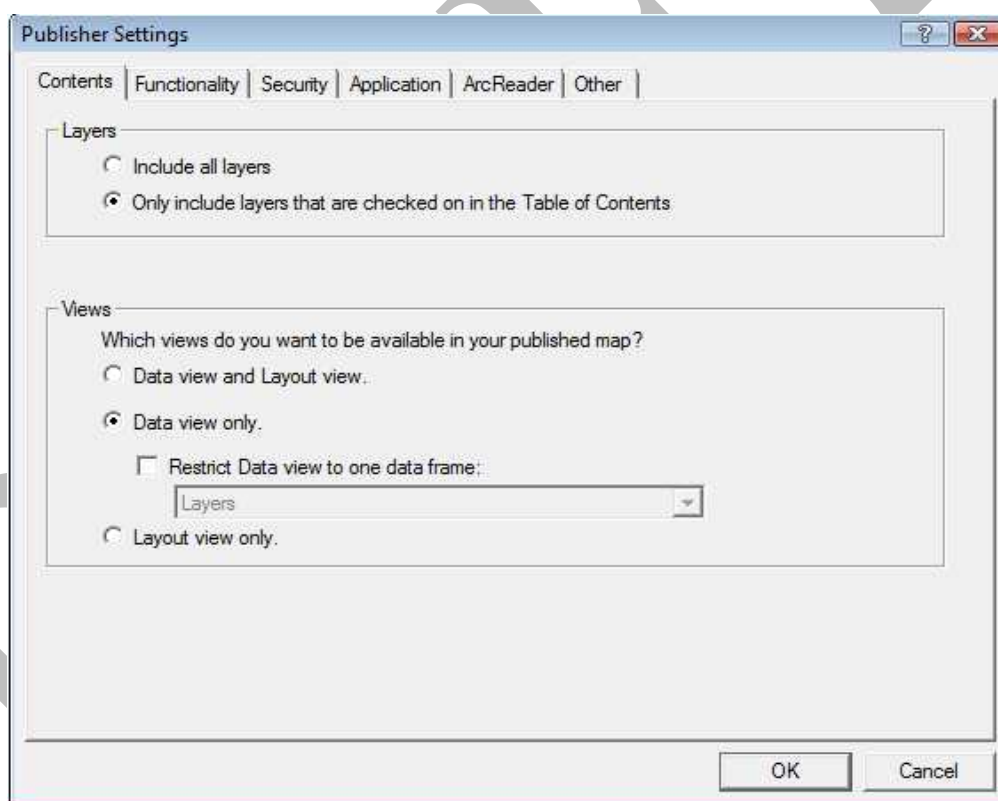 Publisher Settings
Contents Functionality Security Application ArcReader Other
Layers
Include all layers
Only include layers that are checked on in the Table of Contents
Views
Which views do you want to be available in your published map?
Data view and Layout view.
Data view only.
Restrict Data view to one data frame:
Layers
Layout view only.
OK Cancel